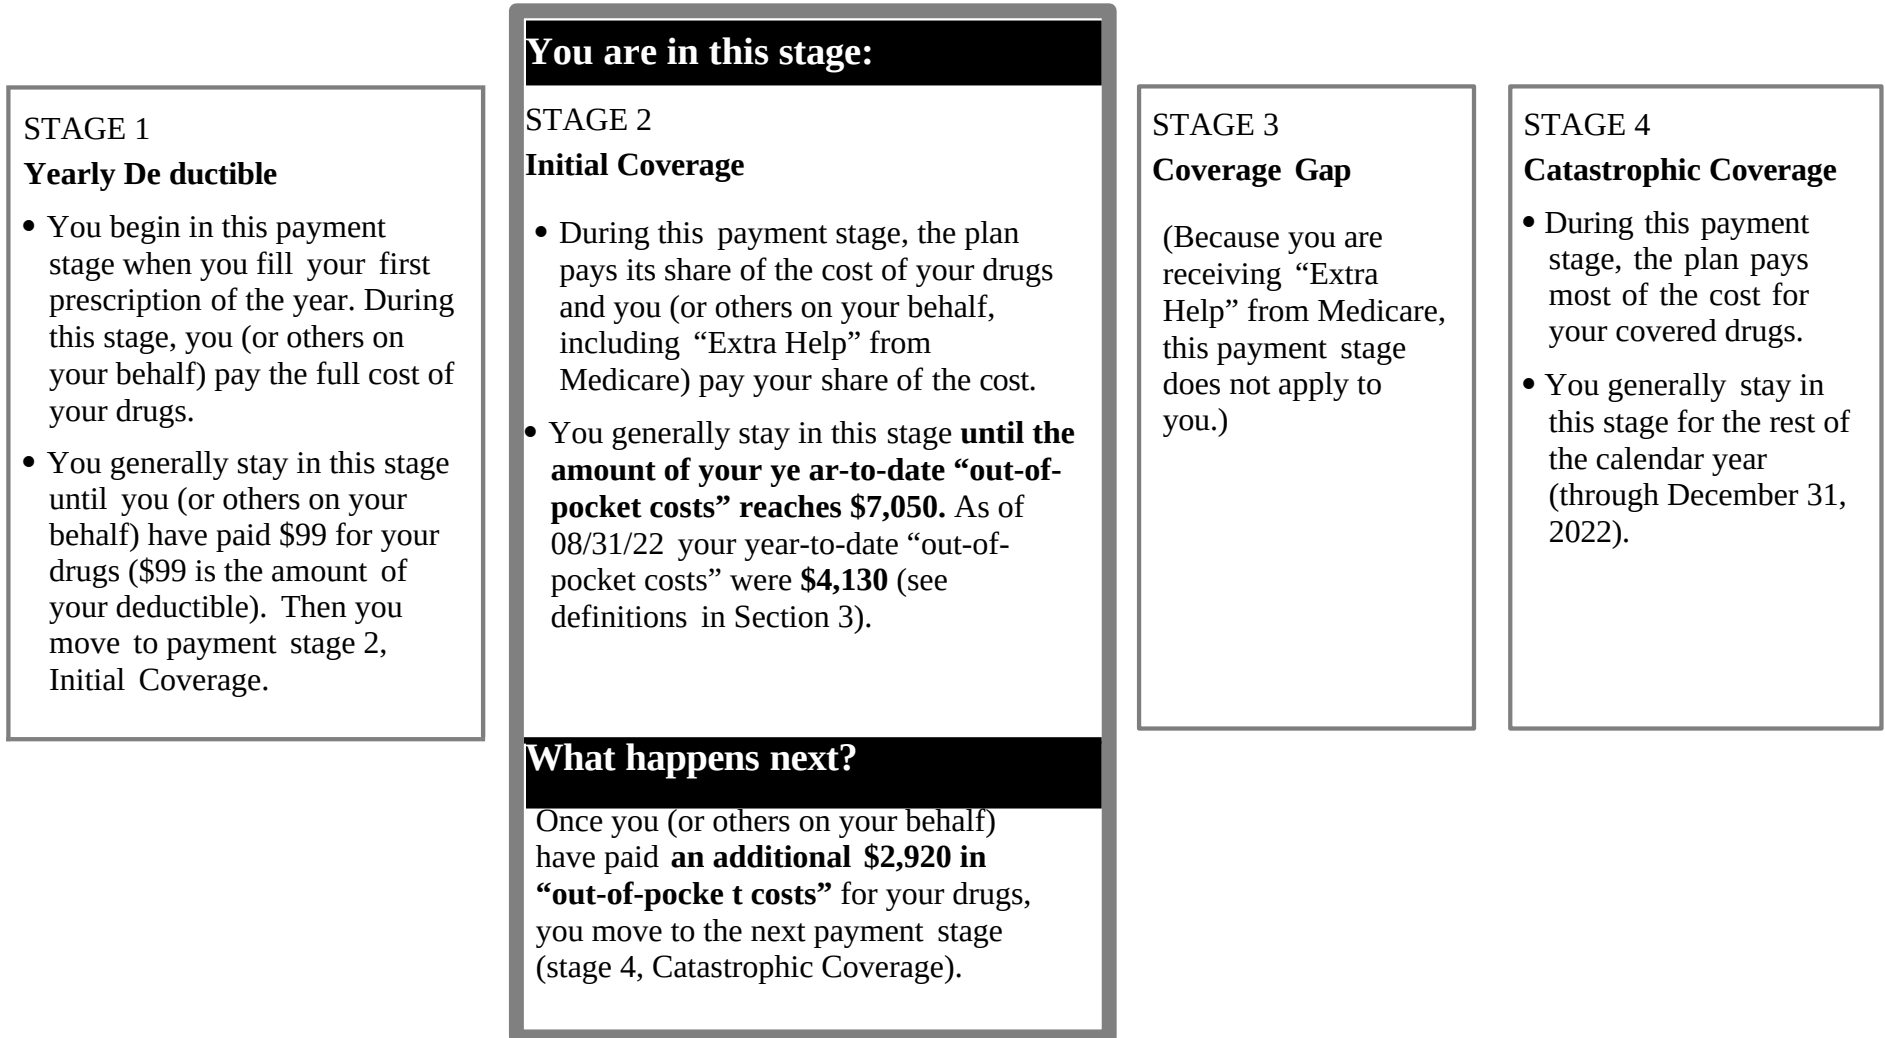 STAGE 1
Yearly De ductible
• You begin in this payment
stage when you fill your first
prescription of the year. During
this stage, you (or others on
your behalf) pay the full cost of
your drugs.
• You generally stay in this stage
until you (or others on your
behalf) have paid $99 for your
drugs ($99 is the amount of
your deductible). Then you
move to payment stage 2,
Initial Coverage.
You are in this stage:
STAGE 2
Initial Coverage
• During this payment stage, the plan
pays its share of the cost of your drugs
and you (or others on your behalf,
including “Extra Help” from
Medicare) pay your share of the cost.
• You generally stay in this stage until the
amount of your ye ar-to-date “out-of-
pocket costs” reaches $7,050. As of
08/31/22 your year-to-date “out-of-
pocket costs” were $4,130 (see
definitions in Section 3).
What happens next?
Once you (or others on your behalf)
have paid an additional $2,920 in
“out-of-pocke t costs” for your drugs,
you move to the next payment stage
(stage 4, Catastrophic Coverage).
STAGE 3
Coverage Gap
(Because you are
receiving “Extra
Help” from Medicare,
this payment stage
does not apply to
you.)
STAGE 4
Catastrophic Coverage
• During this payment
stage, the plan pays
most of the cost for
your covered drugs.
• You generally stay in
this stage for the rest of
the calendar year
(through December 31,
2022).